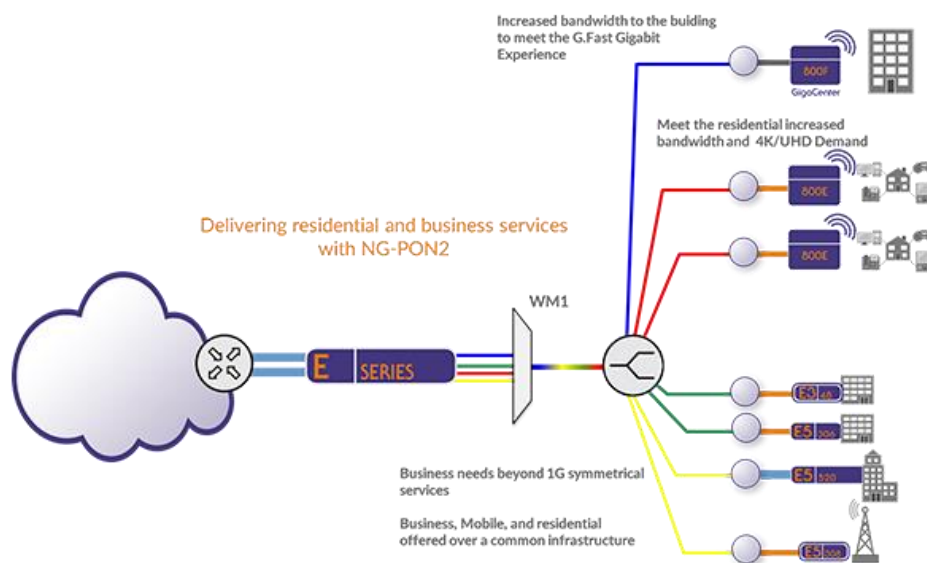 Increased bandwidth to the buiding
to meet the G.Fast Gigabit
Experience
800F
GigaCenter
Meet the residential increased
bandwidth and 4K/UHD Demand
800E
800E
Delivering residential and business services
with NG-PON2
WM1
E SERIES
E3 48
E5
E5 520
E5
Business needs beyond 1G symmetrical
services
Business, Mobile, and residential
offered over a common infrastructure